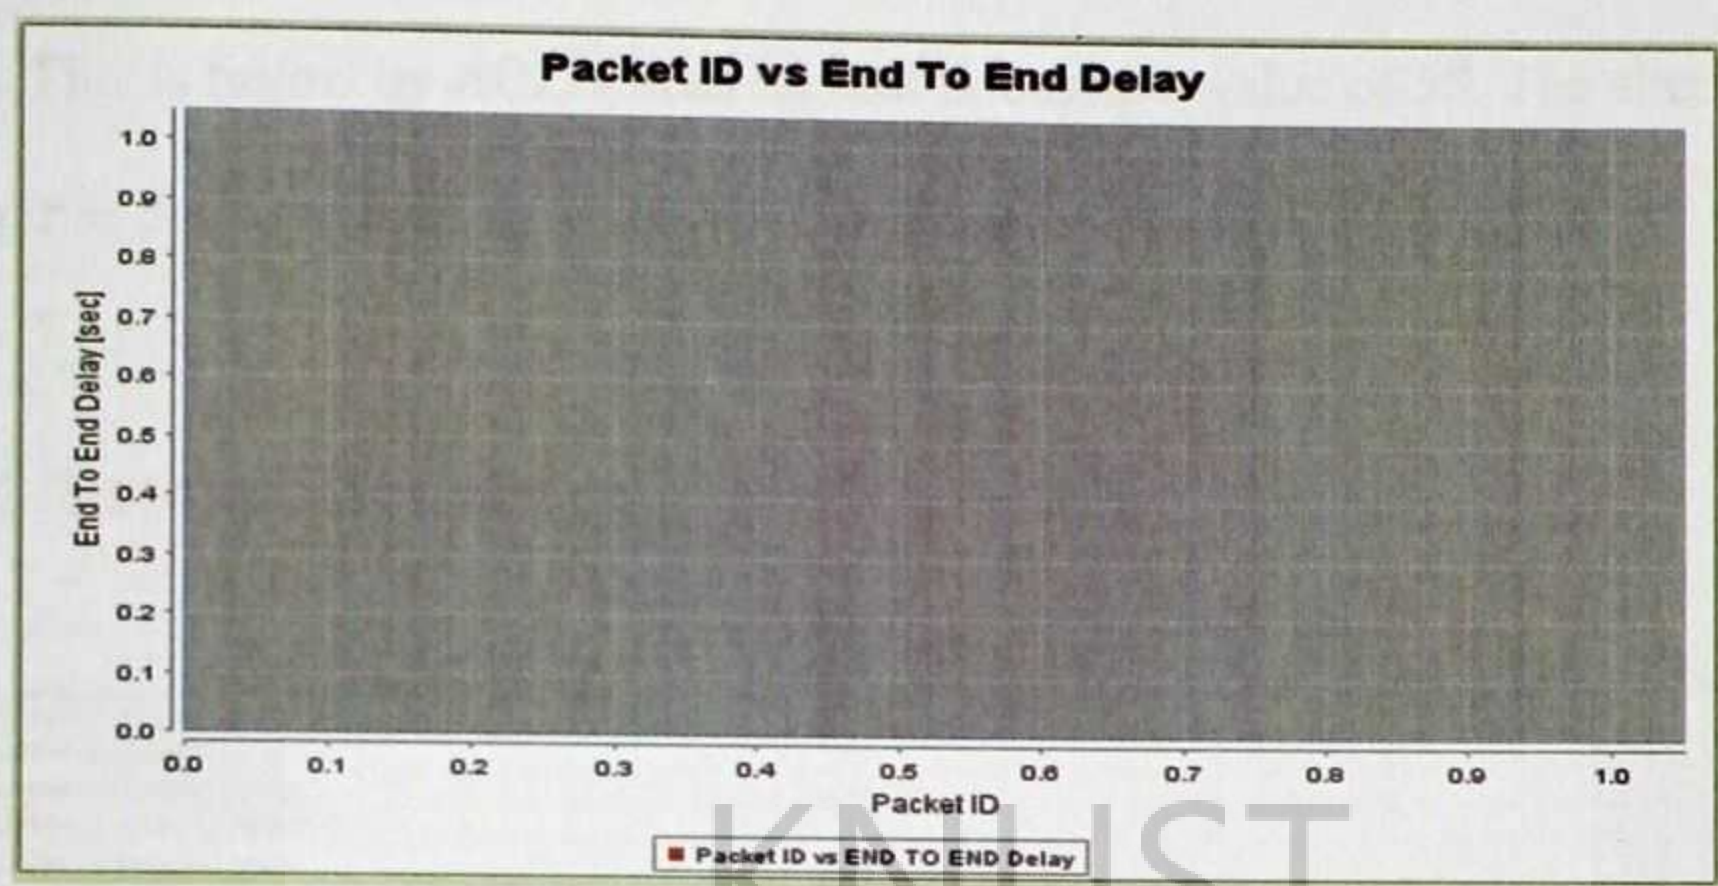 Packet ID vs End To End Delay
End To End Delay [sec]
1.0
0.9
0.8
0.7
0.6
0.5
0.4
0.3
0.2
0.1
0.0
0.0 0.1 0.2 0.3 0.4 0.5 0.6 0.7 0.8 0.9 1.0
Packet ID
Packet ID vs END TO END Delay
KNUST